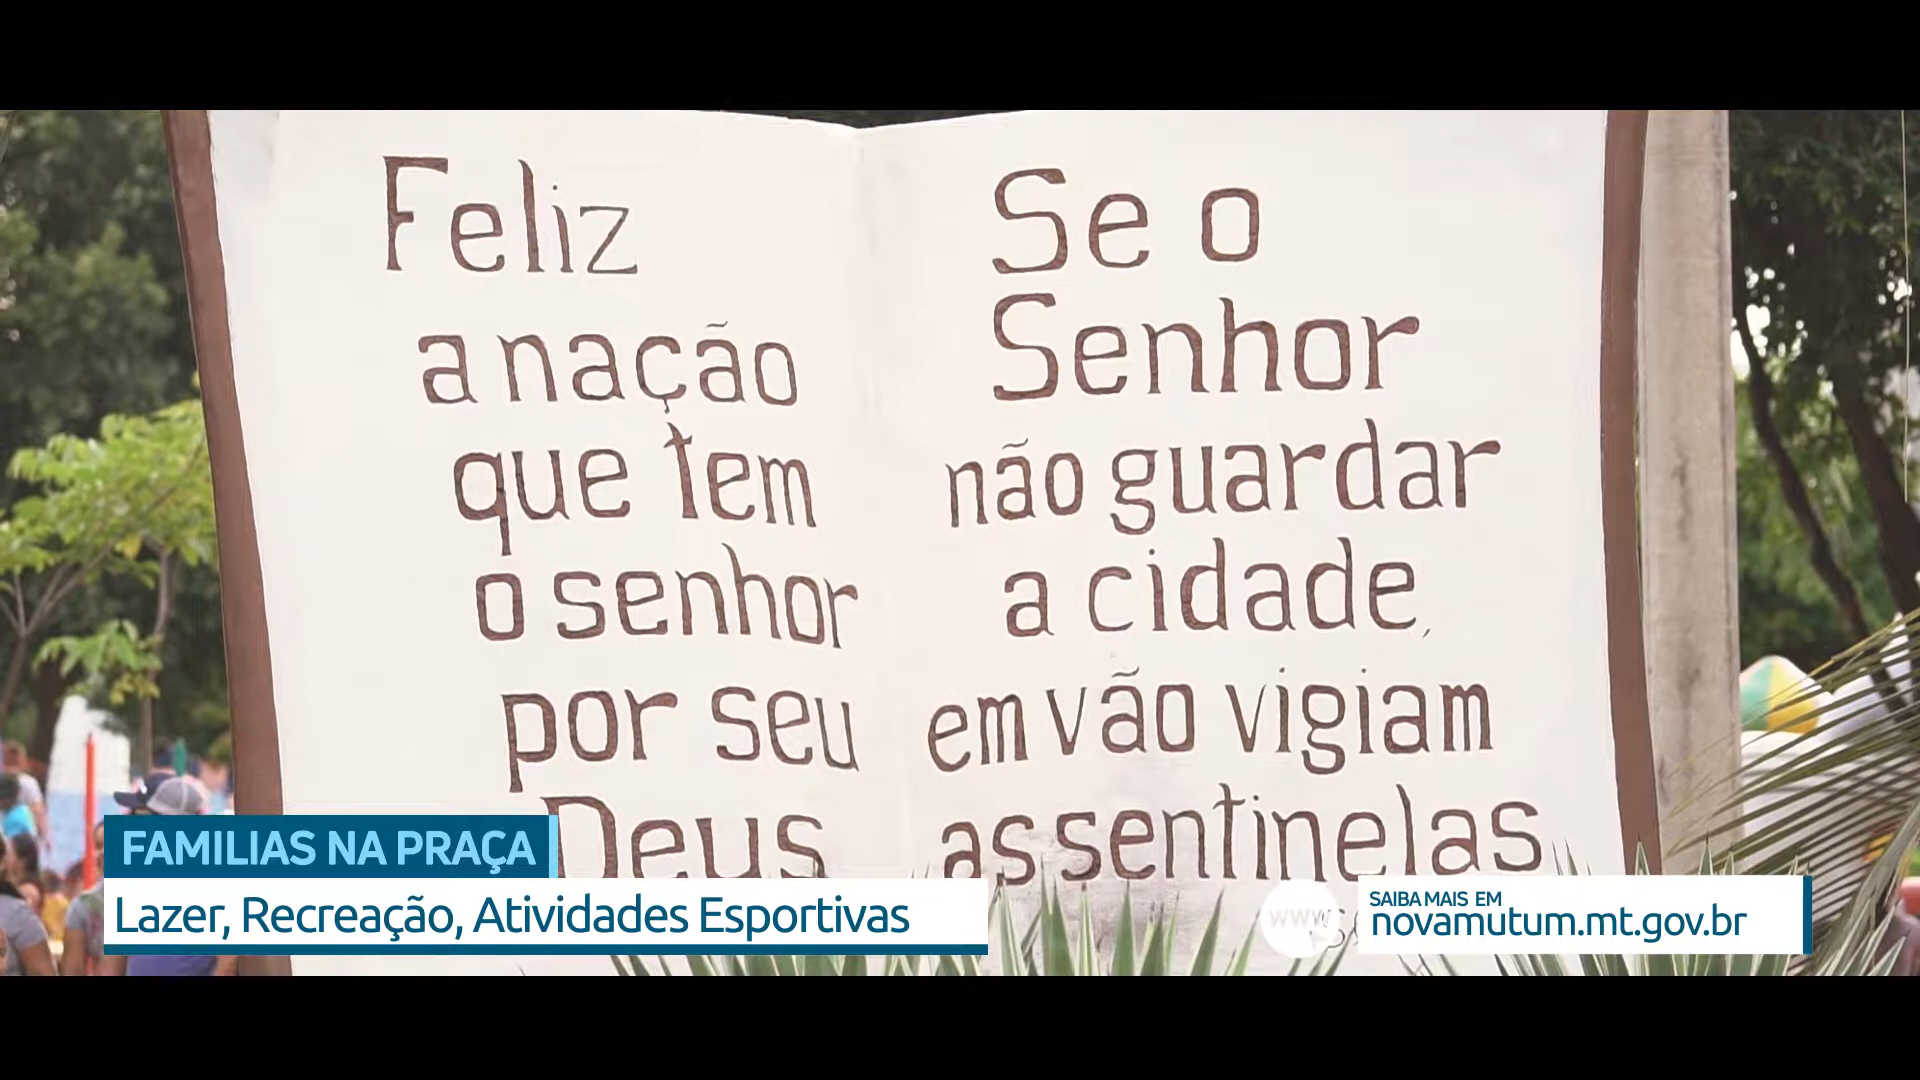 Feliz
a nação
que tem
o senhor
por seu
Deus
Se o
Senhor
não guardar
a cidade,
em vão vigiam
as sentinelas
FAMILIAS NA PRAÇA
Lazer, Recreação, Atividades Esportivas
www
SAIBA MAIS EM
novamutum.mt.gov.br